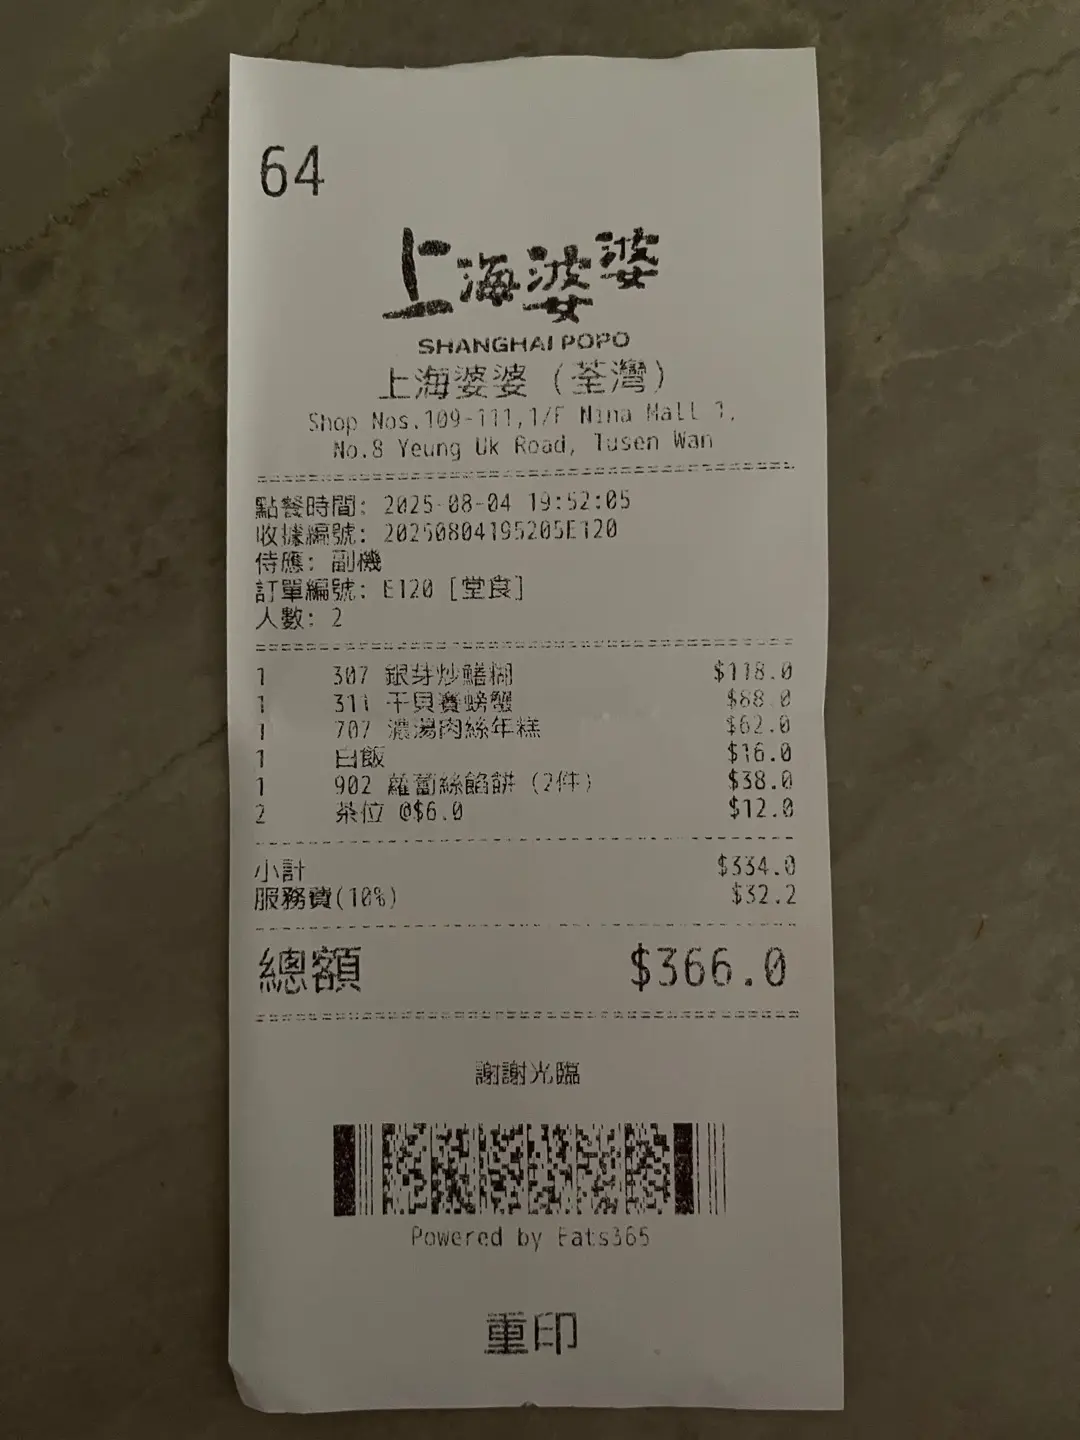 64
上海婆婆
SHANGHAI POPO
上海婆婆 (荃灣)
Shop Nos.109-111,1/F Nina Mall 1,
No.8 Yeung Uk Road, Tusen Wan
點餐時間: 2025-08-04 19:52:05
收據編號: 20250804195205E120
侍應: 副機
訂單編號: E120 [堂食]
人數: 2
1 307 銀芽炒鱔糊 $118.0
1 311 干貝賽螃蟹 $88.0
1 707 濃湯肉絲年糕 $62.0
1 白飯 $16.0
1 902 蘿蔔絲餡餅 (2件) $38.0
2 茶位 @$6.0 $12.0
小計 $334.0
服務費(10%) $32.2
總額 $366.0
謝謝光臨
Powered by Eats365
重印